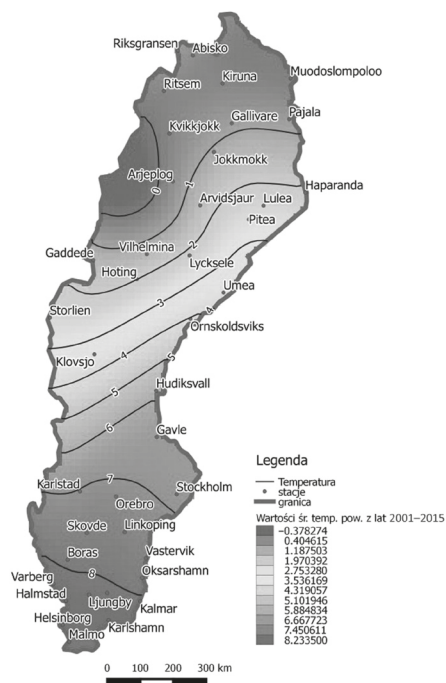 Riksgransen Abisko
Muodoslompoloo
Ritsem Kiruna
Pajala
Gallivare
Kvikkjokk
Jokkmokk
Arjeplog
0
1
Haparanda
Arvidsjaur Lulea
Pitea
2
Gaddede Vilhelmina
Lycksele
Hoting
Umea
3
4
Storlien
Ornskoldsviks
Klovsjo
4
5
5
Hudiksvall
6
Gavle
7
Karlstad
Stockholm
Orebro
Skovde Linkoping
Boras Vastervik
Oksarshamn
Varberg
8
Halmstad
Ljungby
Kalmar
Helsinborg
Karlshamn
Malmo
0 100 200 300 km
Legenda
Temperatura
stacje
granica
Wartości śr. temp. pow. z lat 2001–2015
−0.378274
0.404615
1.187503
1.970392
2.753280
3.536169
4.319057
5.101946
5.884834
6.667723
7.450611
8.233500